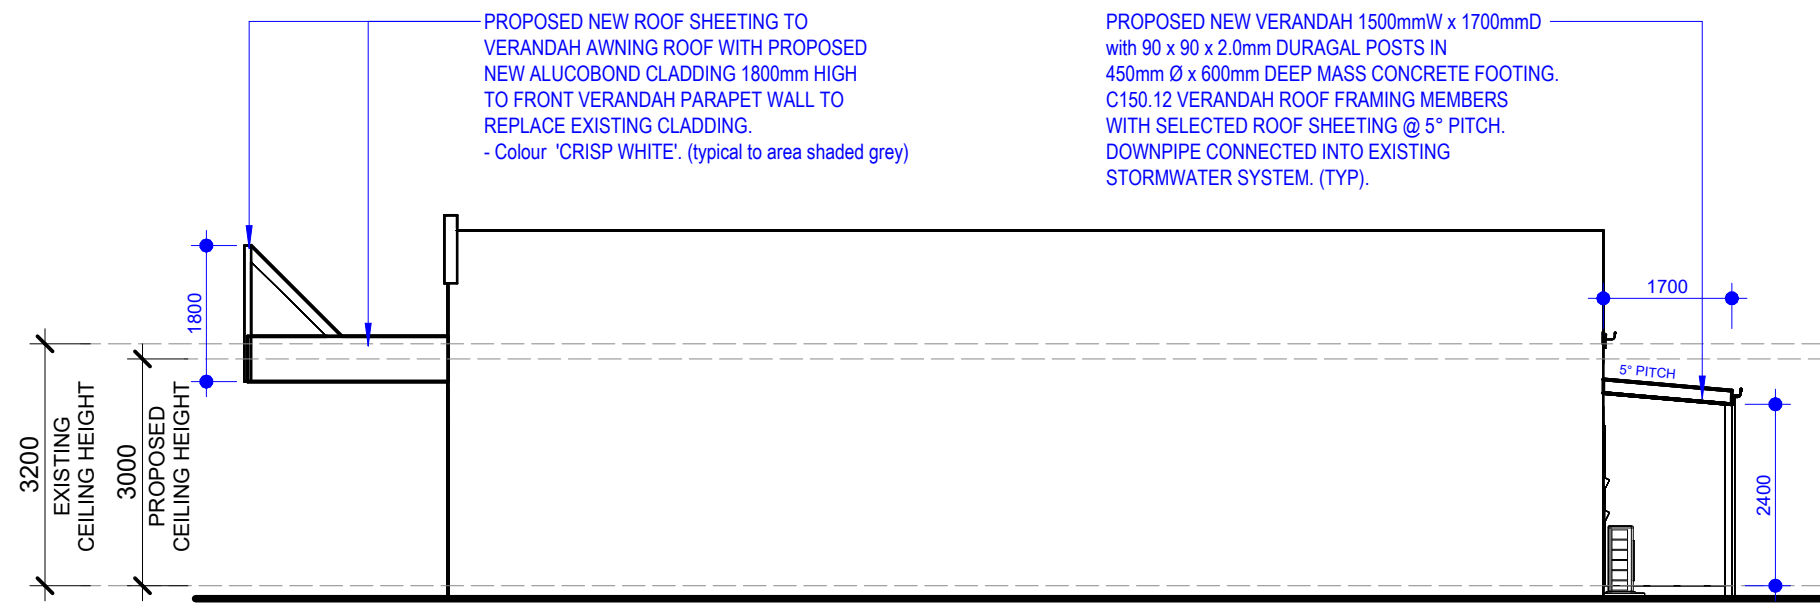 PROPOSED NEW ROOF SHEETING TO
VERANDAH AWNING ROOF WITH PROPOSED
NEW ALUCOBOND CLADDING 1800mm HIGH
TO FRONT VERANDAH PARAPET WALL TO
REPLACE EXISTING CLADDING.
- Colour 'CRISP WHITE'. (typical to area shaded grey)
PROPOSED NEW VERANDAH 1500mmW x 1700mmD
with 90 x 90 x 2.0mm DURAGAL POSTS IN
450mm Ø x 600mm DEEP MASS CONCRETE FOOTING.
C150.12 VERANDAH ROOF FRAMING MEMBERS
WITH SELECTED ROOF SHEETING @ 5° PITCH.
DOWNPIPE CONNECTED INTO EXISTING
STORMWATER SYSTEM. (TYP).
1800
1700
5° PITCH
3200
EXISTING
CEILING HEIGHT
3000
PROPOSED
CEILING HEIGHT
2400